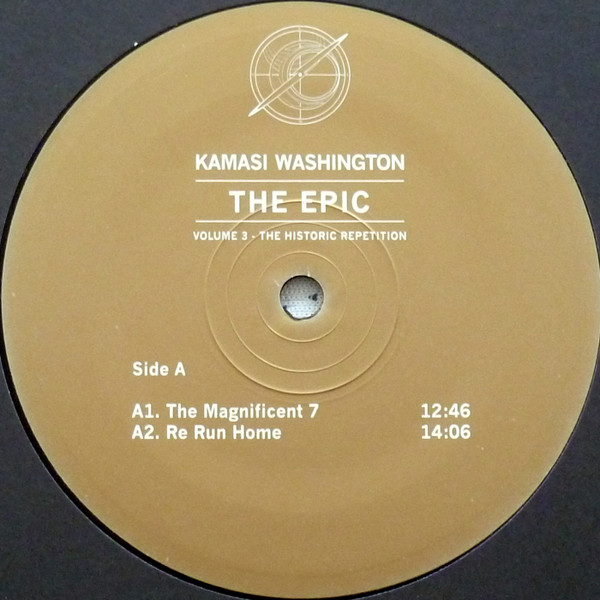 KAMASI WASHINGTON
THE EPIC
VOLUME 3 - THE HISTORIC REPETITION
Side A
A1. The Magnificent 7 12:46
A2. Re Run Home 14:06